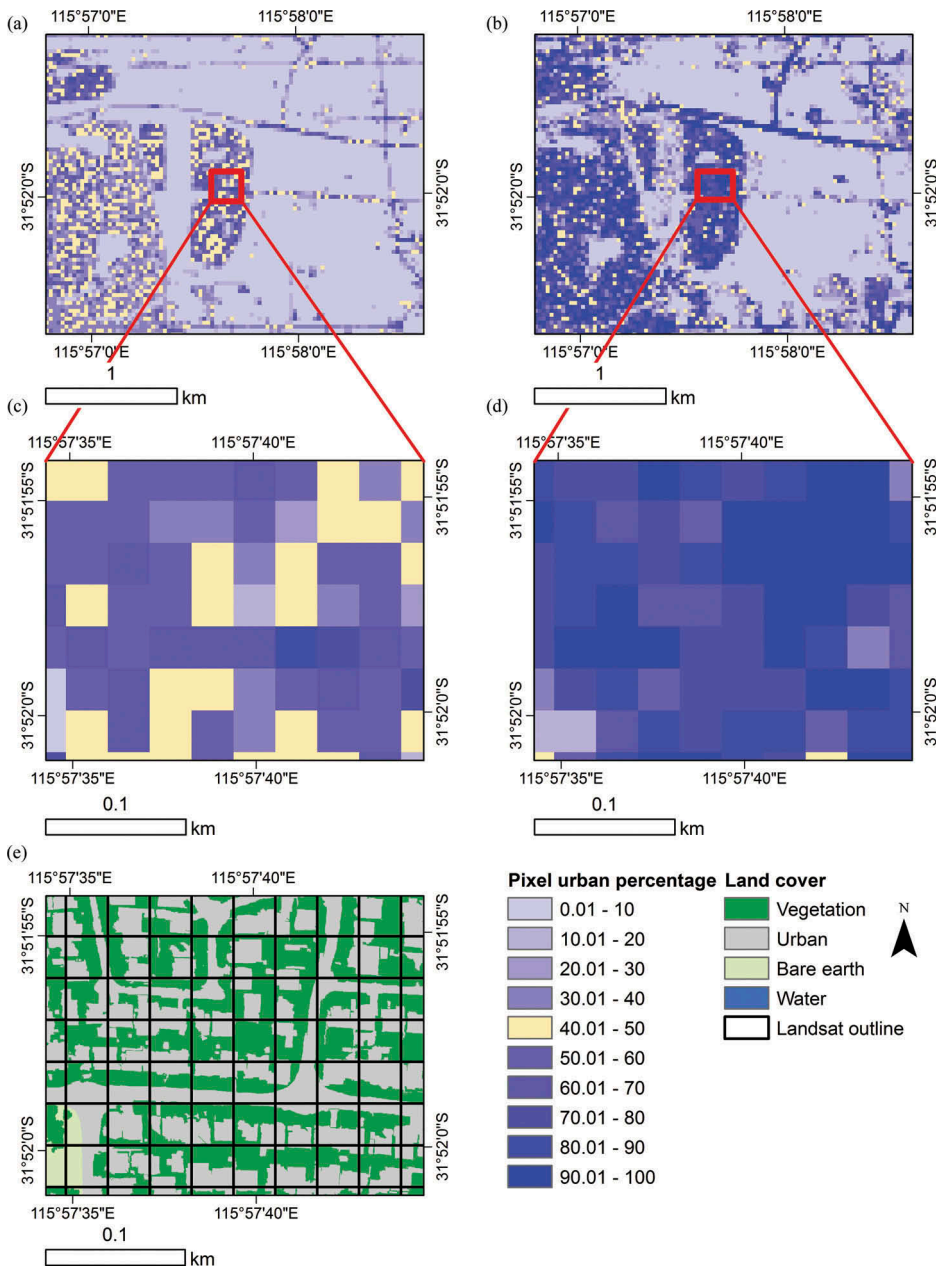 (a)
115°57'0"E
115°58'0"E
31°52'0"S
31°52'0"S
115°57'0"E
115°58'0"E
1
km
(b)
115°57'0"E
115°58'0"E
31°52'0"S
31°52'0"S
115°57'0"E
115°58'0"E
1
km
(c)
115°57'35"E
115°57'40"E
31°51'55"S
31°51'55"S
31°52'0"S
31°52'0"S
115°57'35"E
115°57'40"E
0.1
km
(d)
115°57'35"E
115°57'40"E
31°51'55"S
31°51'55"S
31°52'0"S
31°52'0"S
115°57'35"E
115°57'40"E
0.1
km
(e)
115°57'35"E
115°57'40"E
31°51'55"S
31°51'55"S
31°52'0"S
31°52'0"S
115°57'35"E
115°57'40"E
0.1
km
Pixel urban percentage
0.01 - 10
10.01 - 20
20.01 - 30
30.01 - 40
40.01 - 50
50.01 - 60
60.01 - 70
70.01 - 80
80.01 - 90
90.01 - 100
Land cover
Vegetation
Urban
Bare earth
Water
Landsat outline
N